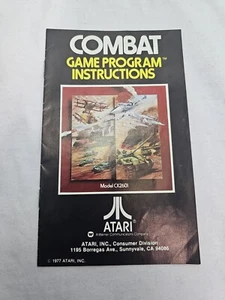 COMBAT
GAME PROGRAM™
INSTRUCTIONS
Model CX2601
ATARI
A Warner Communications Company
ATARI, INC., Consumer Division
1195 Borregas Ave., Sunnyvale, CA 94086
© 1977 ATARI, INC.